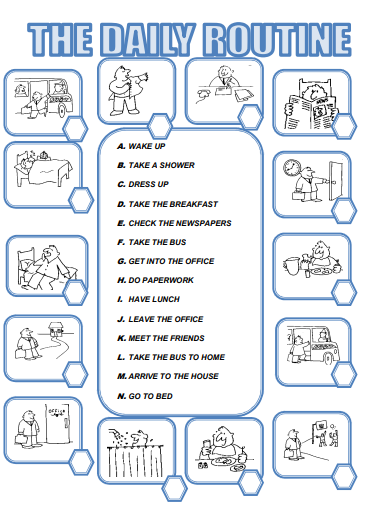 THE DAILY ROUTINE
A. WAKE UP
B. TAKE A SHOWER
C. DRESS UP
D. TAKE THE BREAKFAST
E. CHECK THE NEWSPAPERS
F. TAKE THE BUS
G. GET INTO THE OFFICE
H. DO PAPERWORK
I. HAVE LUNCH
J. LEAVE THE OFFICE
K. MEET THE FRIENDS
L. TAKE THE BUS TO HOME
M. ARRIVE TO THE HOUSE
N. GO TO BED
OFFICE